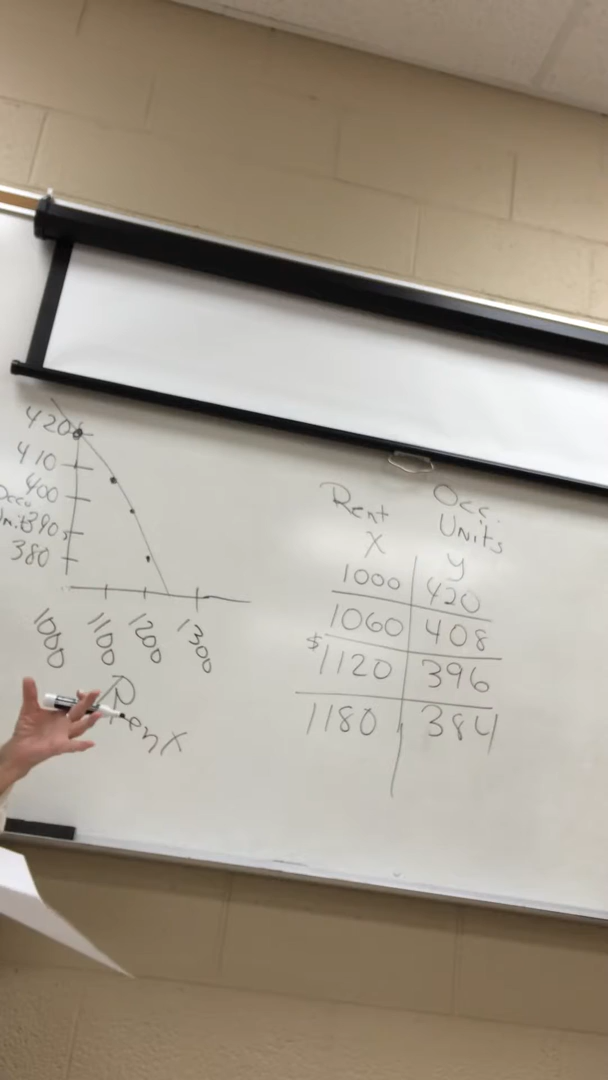 420
410
400
Occ.
Units
390
380
1000
1100
1200
1300
Rent
X
Rent
Occ.
Units
X
y
1000 420
1060 408
$1120 396
1180 384